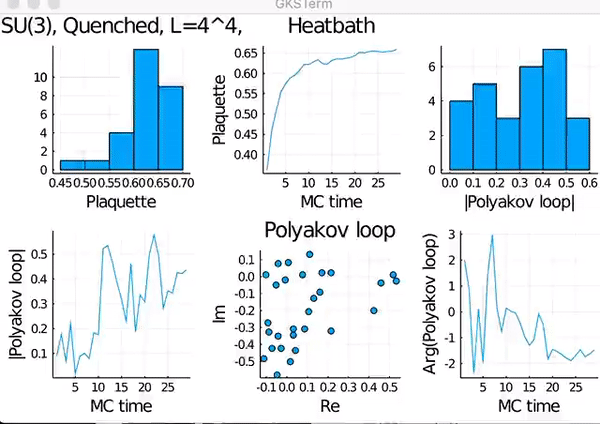 GKSTerm
SU(3), Quenched, L=4^4, Heatbath
10
8
6
4
2
0
0.45 0.50 0.55 0.60 0.65 0.70
Plaquette
Plaquette
0.65
0.60
0.55
0.50
0.45
0.40
5 10 15 20 25
MC time
6
4
2
0
0.0 0.1 0.2 0.3 0.4 0.5 0.6
|Polyakov loop|
|Polyakov loop|
0.5
0.4
0.3
0.2
0.1
5 10 15 20 25
MC time
Polyakov loop
Im
0.1
0.0
-0.1
-0.2
-0.3
-0.4
-0.5
-0.1 0.0 0.1 0.2 0.3 0.4 0.5
Re
Arg(Polyakov loop)
3
2
1
0
-1
-2
5 10 15 20 25
MC time